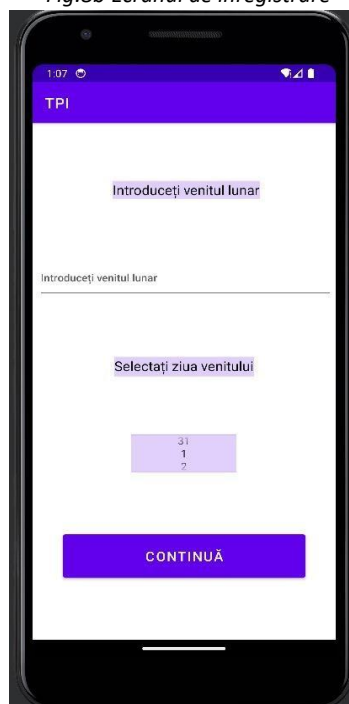 Fig.8b Ecranul de înregistrare
1:07
TPI
Introduceți venitul lunar
Introduceți venitul lunar
Selectați ziua venitului
31
1
2
CONTINUĂ